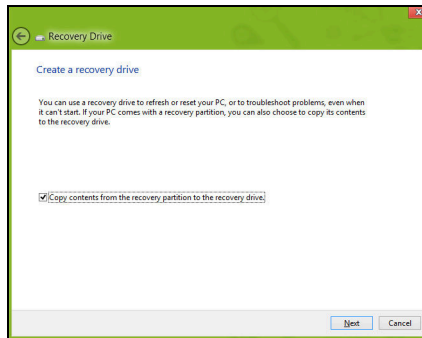 Recovery Drive
Create a recovery drive
You can use a recovery drive to refresh or reset your PC, or to troubleshoot problems, even when
it can't start. If your PC comes with a recovery partition, you can also choose to copy its contents
to the recovery drive.
Copy contents from the recovery partition to the recovery drive.
Next Cancel